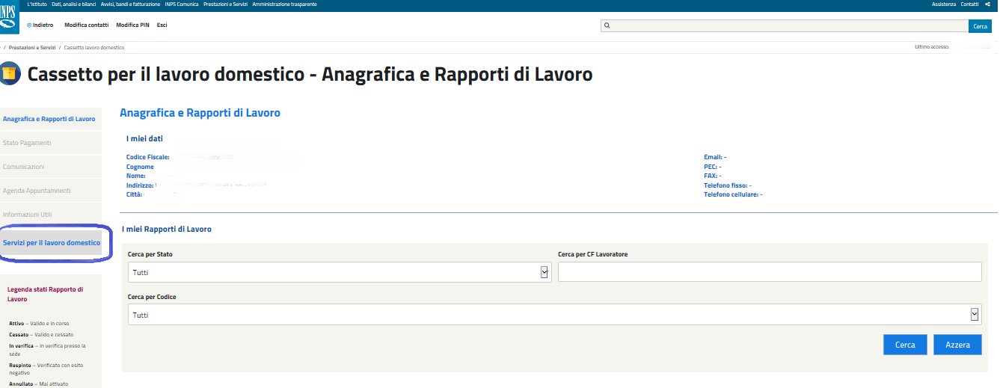 INPS
L'Istituto Dati, analisi e bilanci Avvisi, bandi e fatturazione INPS Comunica Prestazioni e Servizi Amministrazione trasparente
Assistenza Contatti
Indietro Modifica contatti Modifica PIN Esci
Cerca
/ Prestazioni e Servizi / Cassetto lavoro domestico
Ultimo accesso:
Cassetto per il lavoro domestico - Anagrafica e Rapporti di Lavoro
Anagrafica e Rapporti di Lavoro
Stato Pagamenti
Comunicazioni
Agenda Appuntamnenti
Informazioni Utili
Servizi per il lavoro domestico
Legenda stati Rapporto di
Lavoro
Attivo – Valido e in corso
Cessato – Valido e cessato
In verifica – In verifica presso la
sede
Respinto – Verificato con esito
negativo
Annullato – Mai attivato
Anagrafica e Rapporti di Lavoro
I miei dati
Codice Fiscale:
Cognome
Nome:
Indirizzo:
Città:
Email: -
PEC: -
FAX: -
Telefono fisso: -
Telefono cellulare: -
I miei Rapporti di Lavoro
Cerca per Stato
Tutti
Cerca per CF Lavoratore
Cerca per Codice
Tutti
Cerca Azzera